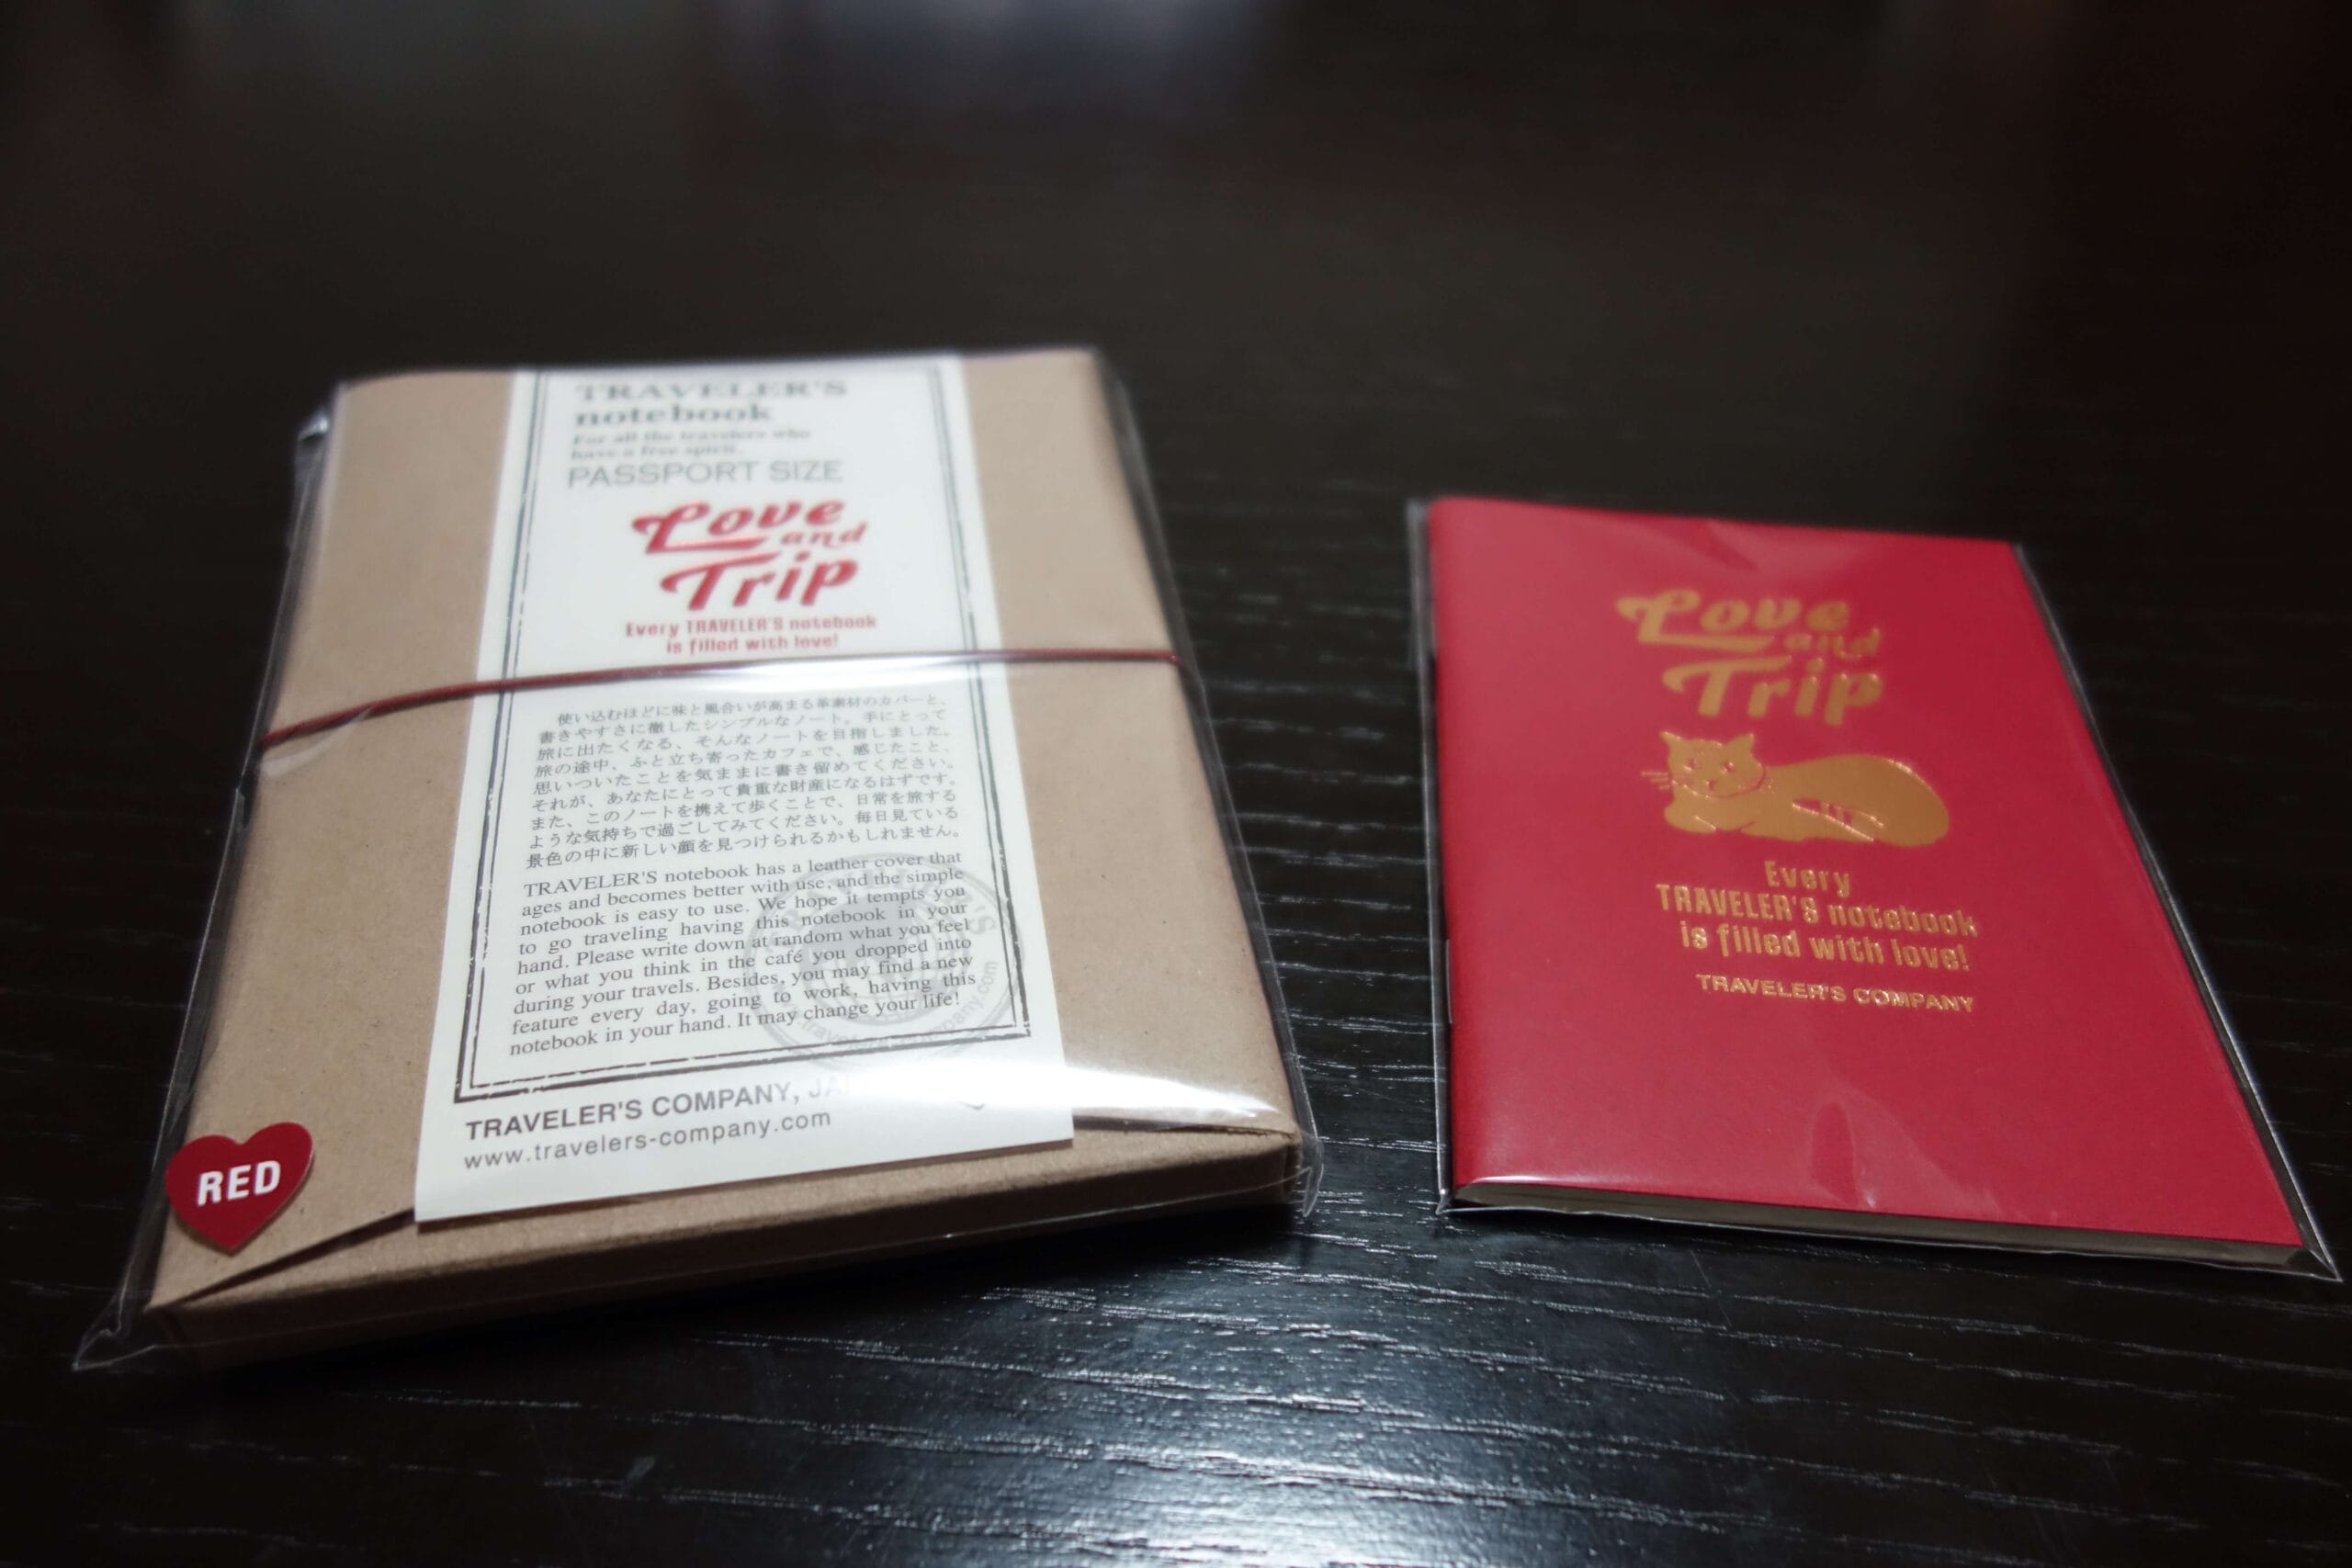 TRAVELER'S
notebook
For all the travelers who
have a free spirit.
PASSPORT SIZE
Love
and
Trip
Every TRAVELER'S notebook
is filled with love!
使い込むほどに味と風合いが高まる革素材のカバーと、
書きやすさに徹したシンプルなノート。手にとって
旅に出たくなる、そんなノートを目指しました。
旅の途中、ふと立ち寄ったカフェで、感じたこと、
思いついたことを気ままに書き留めてください。
それが、あなたにとって貴重な財産になるはずです。
また、このノートを携えて歩くことで、日常を旅する
ような気持ちで過ごしてみてください。毎日見ている
景色の中に新しい顔を見つけられるかもしれません。
TRAVELER'S notebook has a leather cover that
ages and becomes better with use, and the simple
notebook is easy to use. We hope it tempts you
to go traveling having this notebook in your
hand. Please write down at random what you feel
or what you think in the café you dropped into
during your travels. Besides, you may find a new
feature every day, going to work, having this
notebook in your hand. It may change your life!
TRAVELER'S COMPANY,
www.travelers-company.com
RED
Love
and
Trip
Every
TRAVELER'S notebook
is filled with love!
TRAVELER'S COMPANY